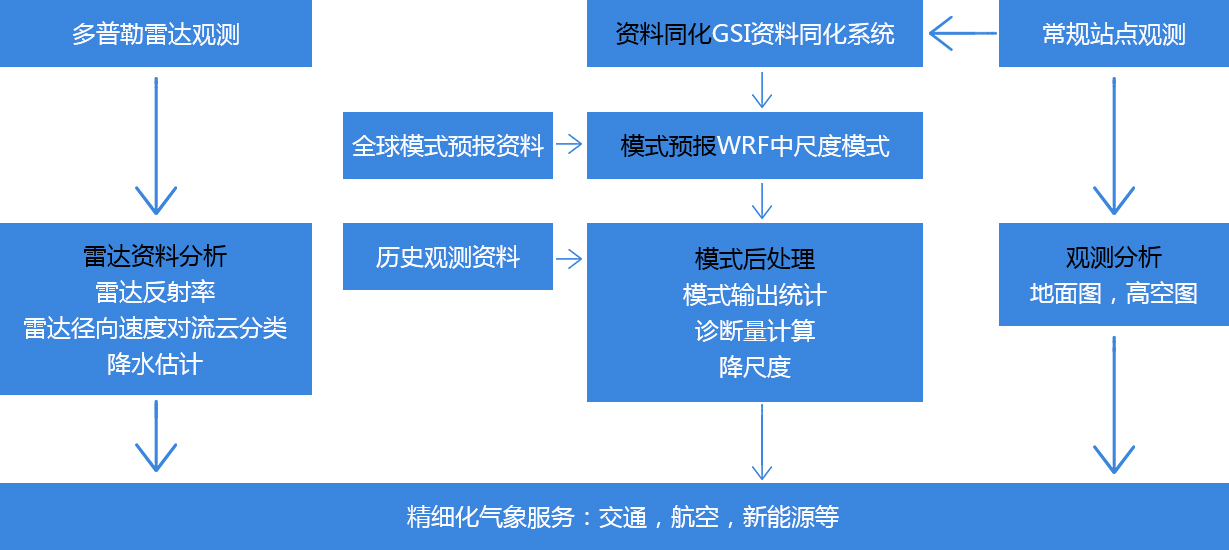 多普勒雷达观测
资料同化GSI资料同化系统
常规站点观测
全球模式预报资料
模式预报WRF中尺度模式
雷达资料分析
雷达反射率
雷达径向速度对流云分类
降水估计
历史观测资料
模式后处理
模式输出统计
诊断量计算
降尺度
观测分析
地面图，高空图
精细化气象服务：交通，航空，新能源等